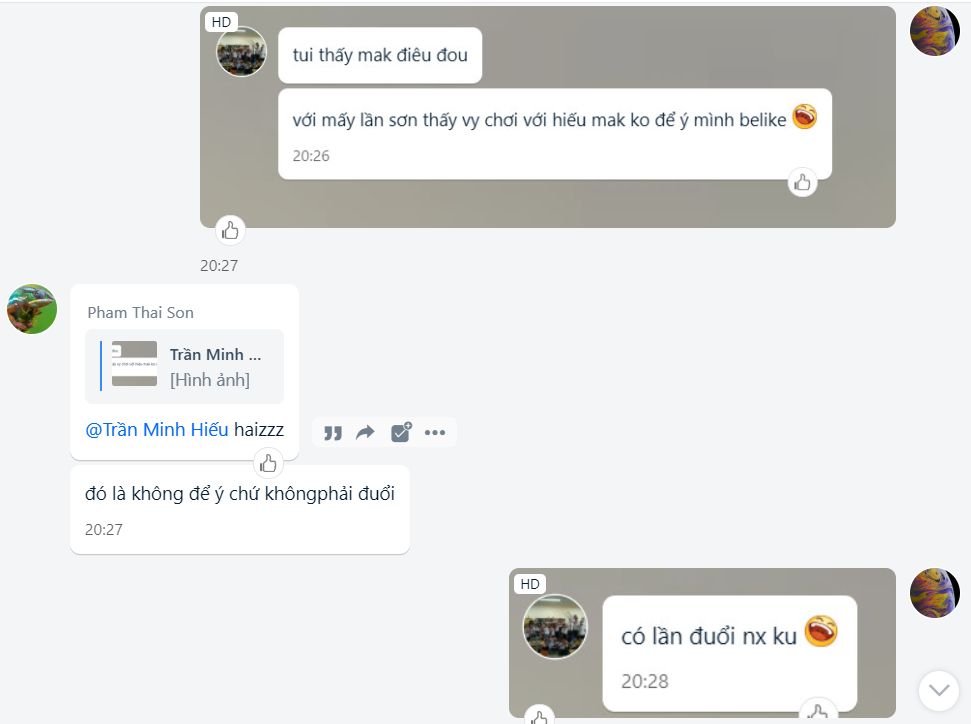 HD
tui thấy mak điêu đou
với mấy lần sơn thấy vy chơi với hiếu mak ko để ý mình belike 🤣
20:26
20:27
Pham Thai Son
Trần Minh ...
[Hình ảnh]
@Trần Minh Hiếu haizzz
đó là không để ý chứ khôngphải đuổi
20:27
HD
có lần đuổi nx ku 🤣
20:28